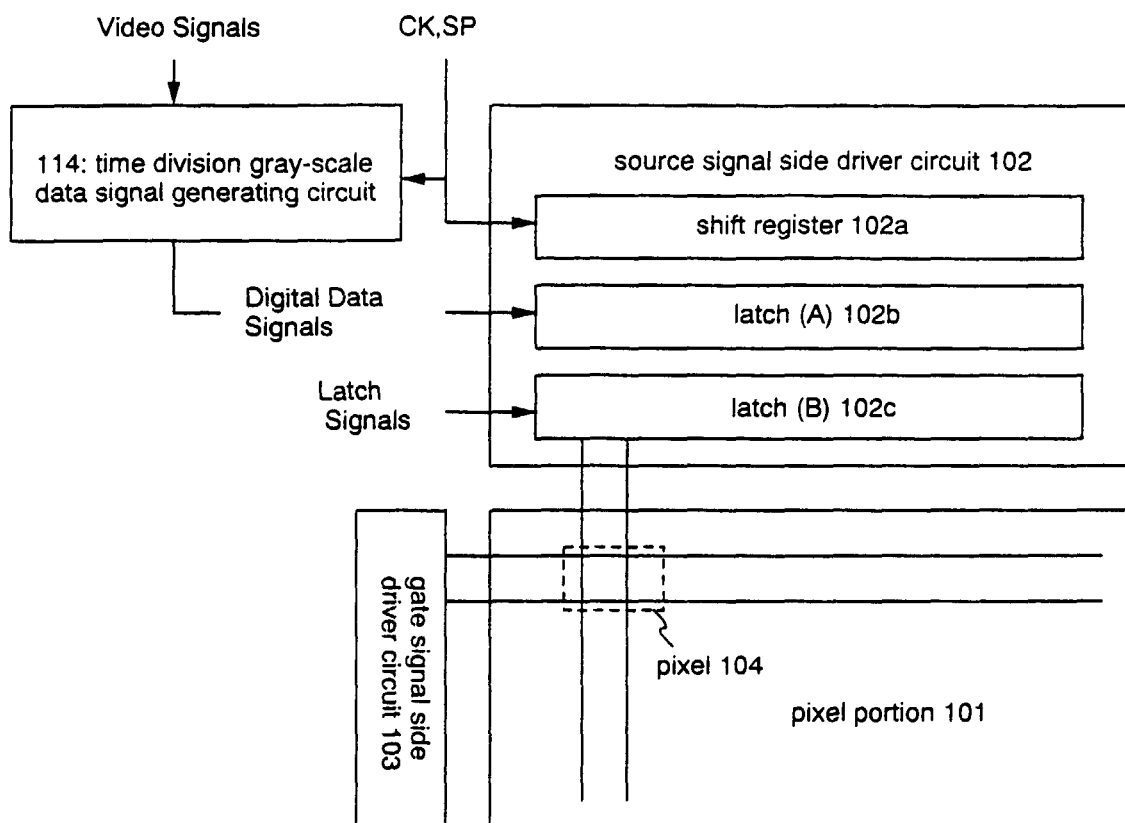 Video Signals
CK,SP
114: time division gray-scale
data signal generating circuit
source signal side driver circuit 102
shift register 102a
Digital Data
Signals
latch (A) 102b
Latch
Signals
latch (B) 102c
gate signal side
driver circuit 103
pixel 104
pixel portion 101